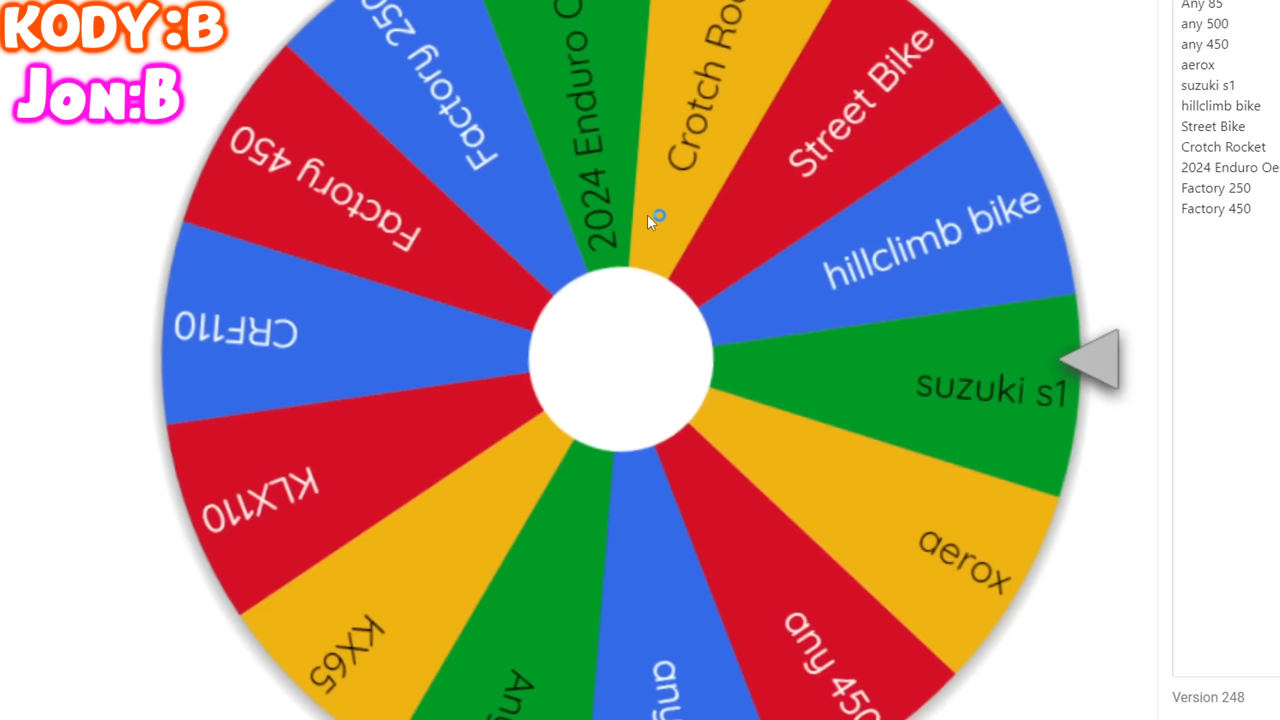 KODY:B
Jon:B
Factory 250
2024 Enduro
Crotch
Street Bike
hillclimb bike
suzuki s1
aerox
any 450
any
Any
KX65
KLX110
CRF110
Factory 450
Any 85
any 500
any 450
aerox
suzuki s1
hillclimb bike
Street Bike
Crotch Rocket
2024 Enduro Oe
Factory 250
Factory 450
Version 248